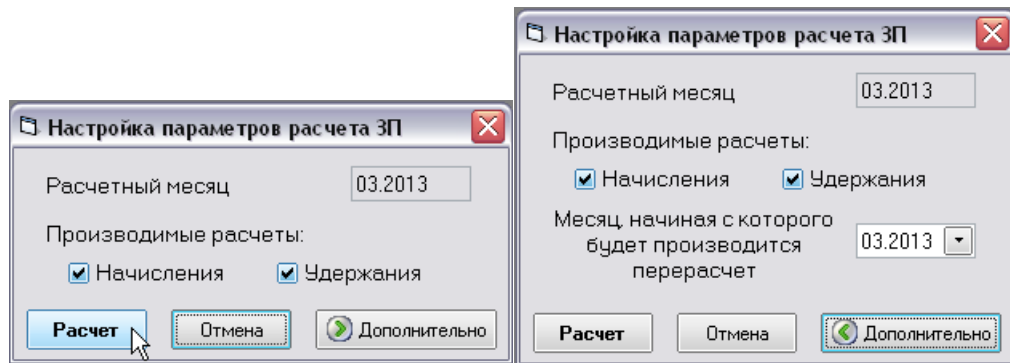 Настройка параметров расчета ЗП
Расчетный месяц 03.2013
Производимые расчеты:
Начисления Удержания
Расчет Отмена Дополнительно
Настройка параметров расчета ЗП
Расчетный месяц 03.2013
Производимые расчеты:
Начисления Удержания
Месяц, начиная с которого
будет производится 03.2013
перерасчет
Расчет Отмена Дополнительно